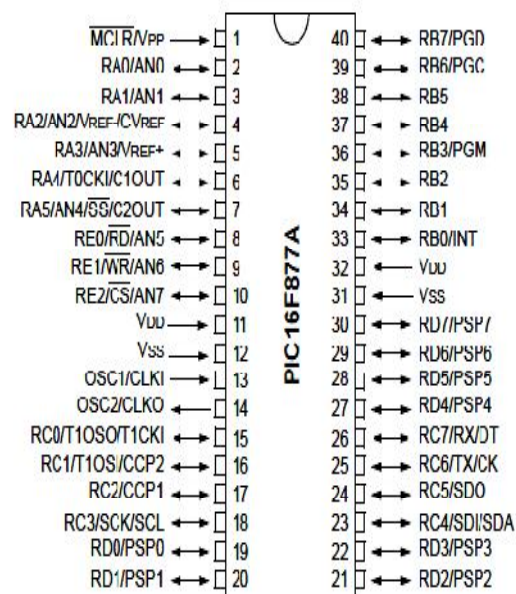 MCLR/VPP 1 40 RB7/PGD
RA0/AN0 2 39 RB6/PGC
RA1/AN1 3 38 RB5
RA2/AN2/VREF-/CVREF 4 37 RB4
RA3/AN3/VREF+ 5 36 RB3/PGM
RA4/T0CKI/C1OUT 6 35 RB2
RA5/AN4/SS/C2OUT 7 34 RB1
RE0/RD/AN5 8 33 RB0/INT
RE1/WR/AN6 9 32 VDD
RE2/CS/AN7 10 31 VSS
VDD 11 30 RD7/PSP7
VSS 12 29 RD6/PSP6
OSC1/CLKI 13 28 RD5/PSP5
OSC2/CLKO 14 27 RD4/PSP4
RC0/T1OSO/T1CKI 15 26 RC7/RX/DT
RC1/T1OSI/CCP2 16 25 RC6/TX/CK
RC2/CCP1 17 24 RC5/SDO
RC3/SCK/SCL 18 23 RC4/SDI/SDA
RD0/PSP0 19 22 RD3/PSP3
RD1/PSP1 20 21 RD2/PSP2
PIC16F877A